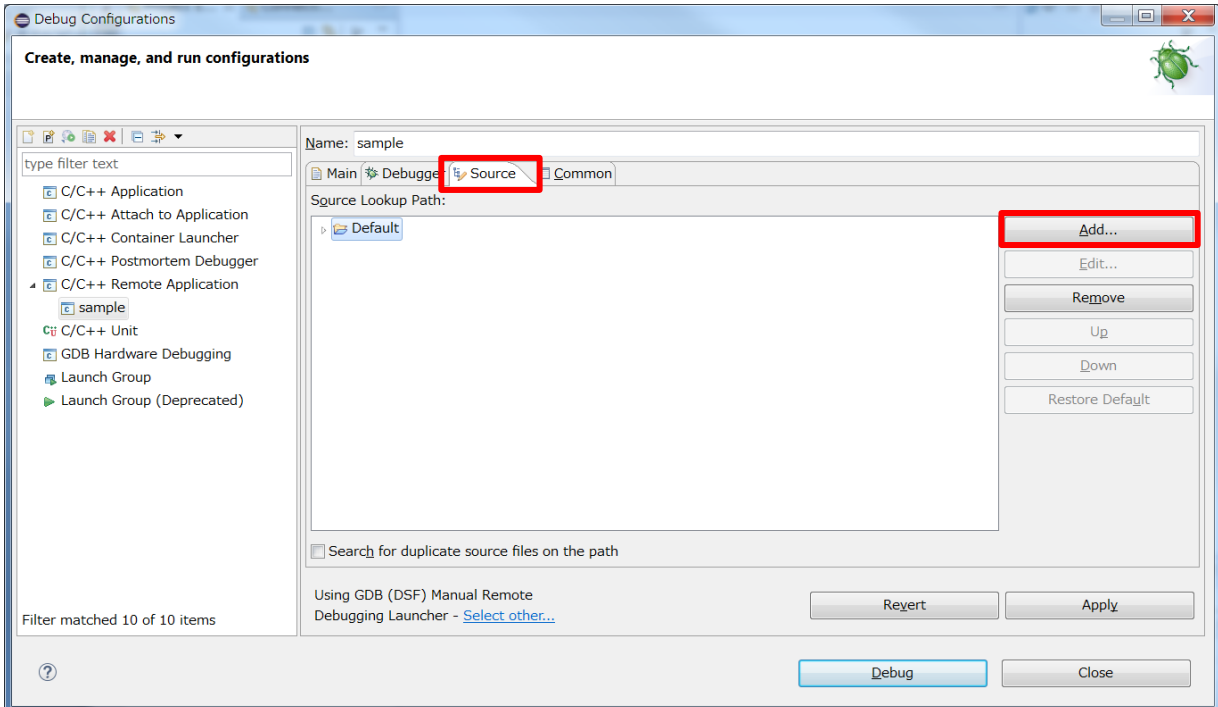 Debug Configurations
Create, manage, and run configurations
type filter text
C/C++ Application
C/C++ Attach to Application
C/C++ Container Launcher
C/C++ Postmortem Debugger
C/C++ Remote Application
sample
C/C++ Unit
GDB Hardware Debugging
Launch Group
Launch Group (Deprecated)
Filter matched 10 of 10 items
Name: sample
Main Debugger Source Common
Source Lookup Path:
Default
Add...
Edit...
Remove
Up
Down
Restore Default
Search for duplicate source files on the path
Using GDB (DSF) Manual Remote
Debugging Launcher - Select other...
Revert Apply
Debug Close